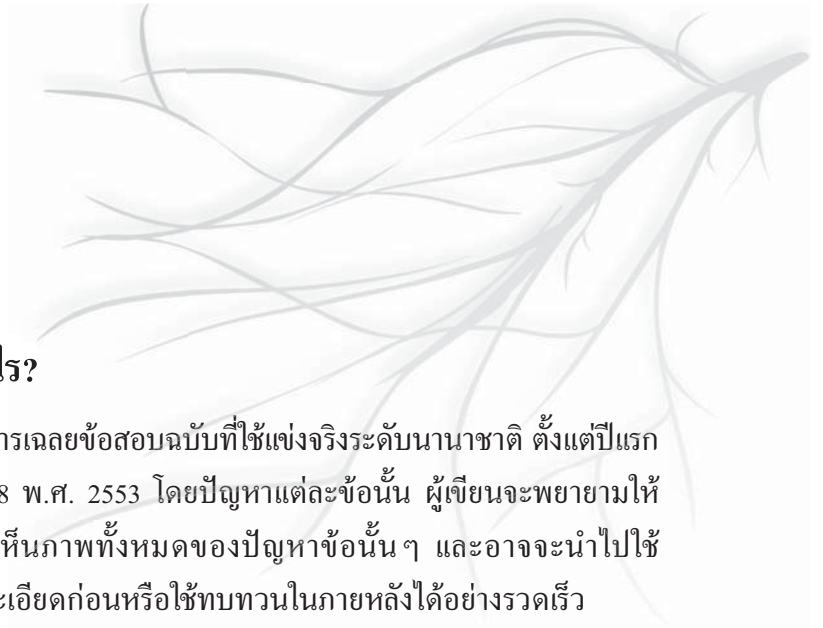 ไร?
ารเฉลยข้อสอบฉบับที่ใช้แข่งจริงระดับนานาชาติ ตั้งแต่ปีแรก
8 พ.ศ. 2553 โดยปัญหาแต่ละข้อนั้น ผู้เขียนจะพยายามให้
เห็นภาพทั้งหมดของปัญหาข้อนั้นๆ และอาจจะนำไปใช้
ะเอียดก่อนหรือใช้ทบทวนในภายหลังได้อย่างรวดเร็ว